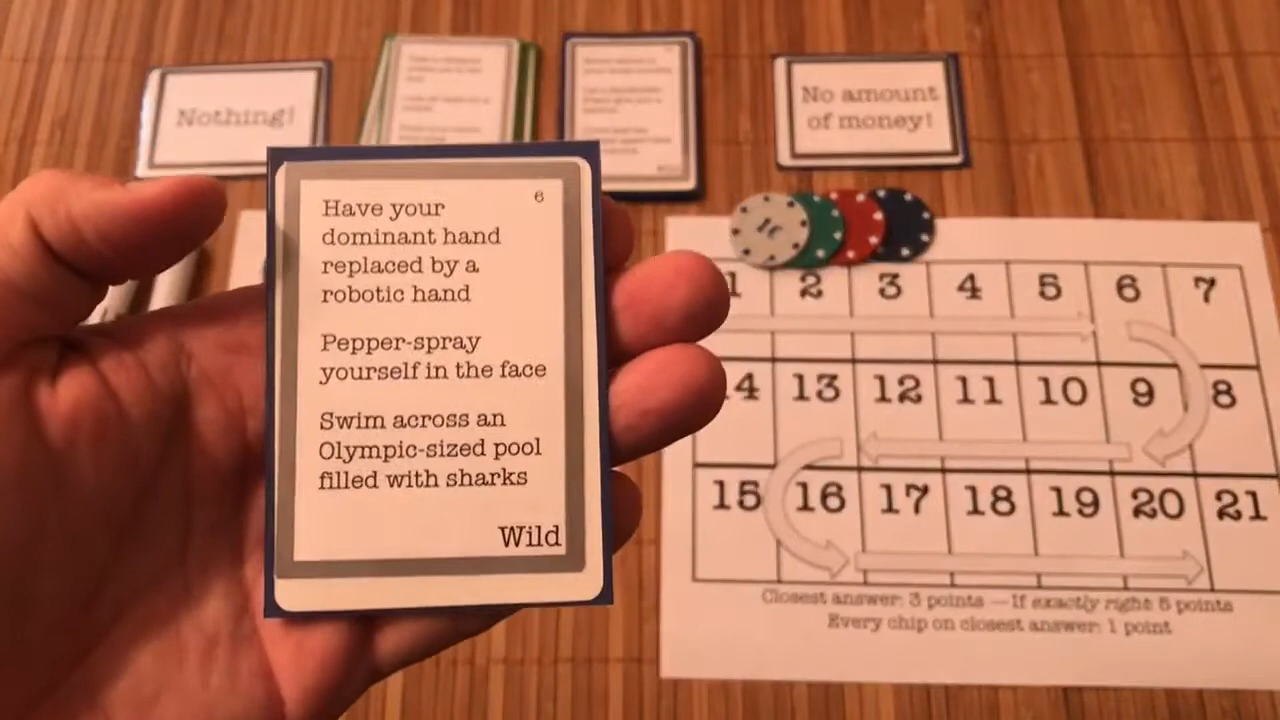 Nothing!
No amount
of money!
6
Have your
dominant hand
replaced by a
robotic hand
Pepper-spray
yourself in the face
Swim across an
Olympic-sized pool
filled with sharks
Wild
1 2 3 4 5 6 7
14 13 12 11 10 9 8
15 16 17 18 19 20 21
Closest answer: 3 points — If exactly right 5 points
Every chip on closest answer: 1 point